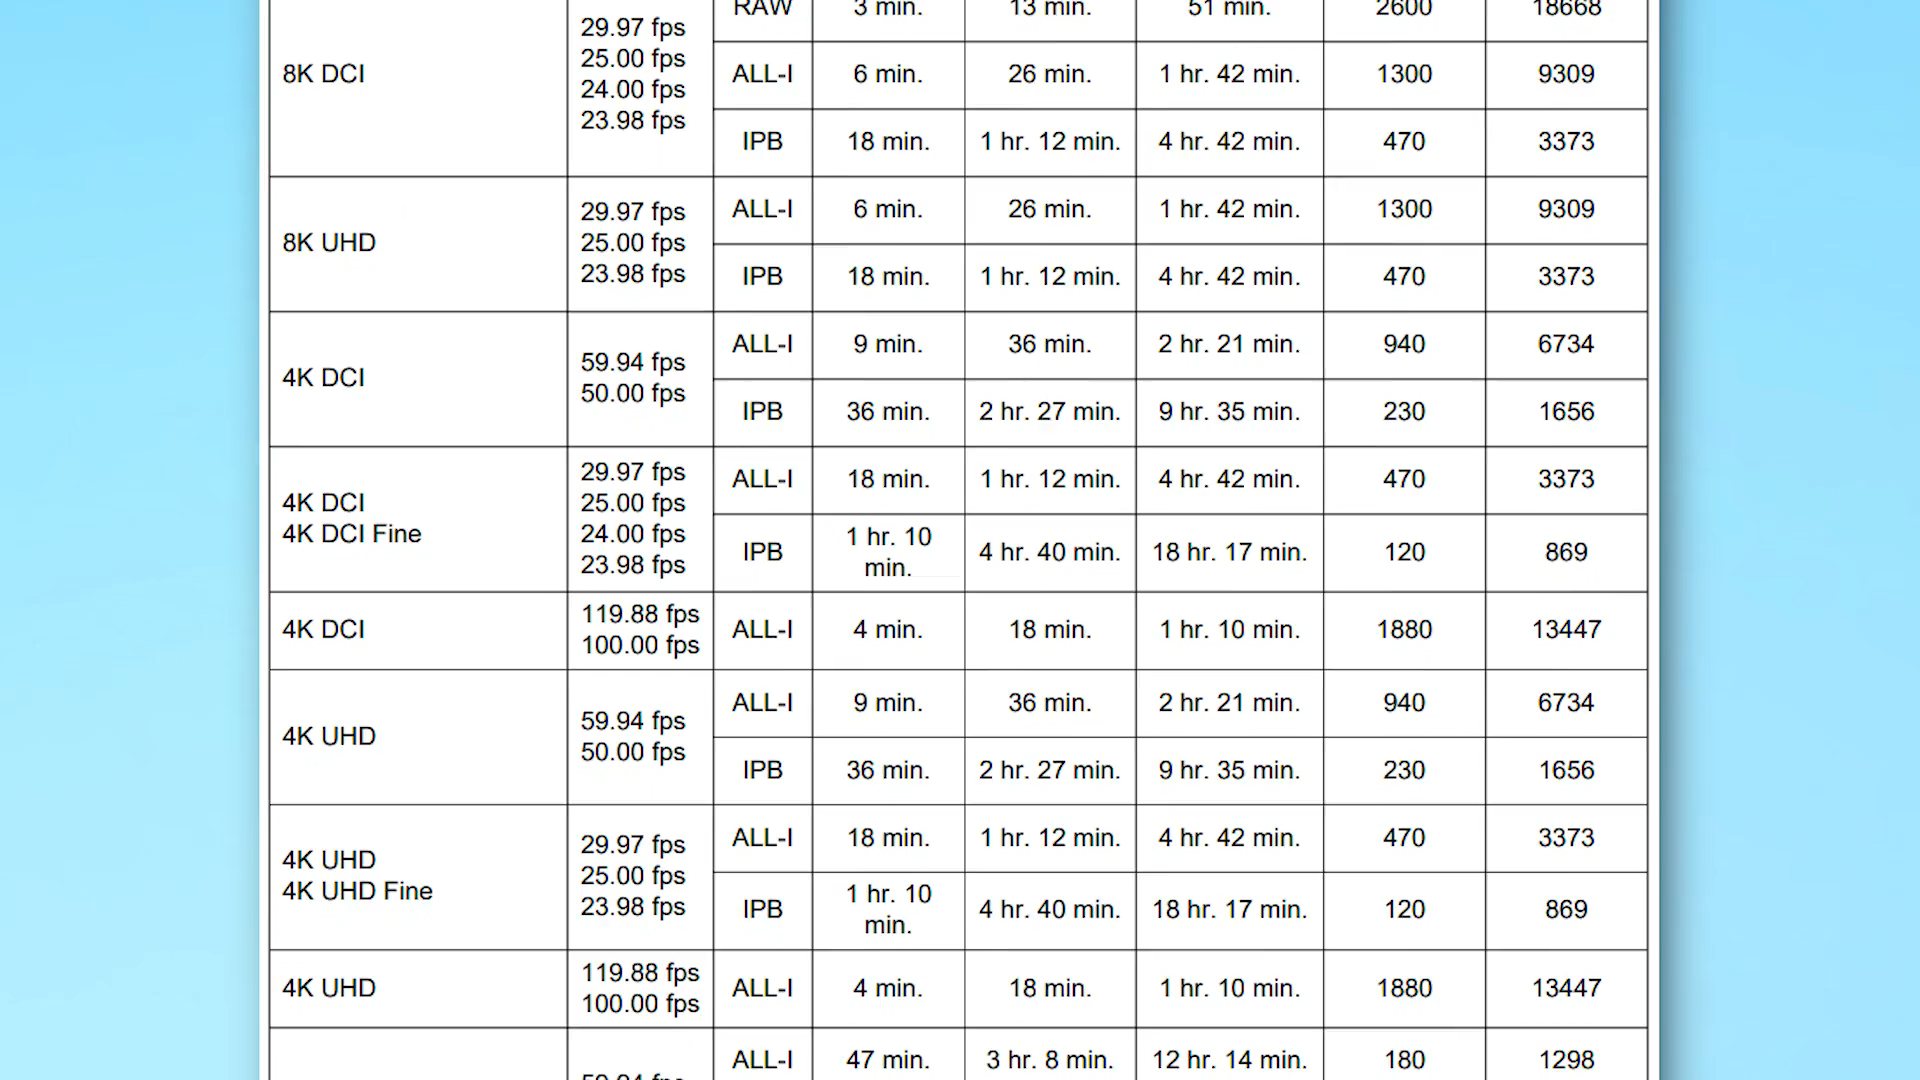 RAW 3 min. 13 min. 51 min. 2600 18668
8K DCI
29.97 fps
25.00 fps
24.00 fps
23.98 fps
ALL-I 6 min. 26 min. 1 hr. 42 min. 1300 9309
IPB 18 min. 1 hr. 12 min. 4 hr. 42 min. 470 3373
8K UHD
29.97 fps
25.00 fps
23.98 fps
ALL-I 6 min. 26 min. 1 hr. 42 min. 1300 9309
IPB 18 min. 1 hr. 12 min. 4 hr. 42 min. 470 3373
4K DCI
59.94 fps
50.00 fps
ALL-I 9 min. 36 min. 2 hr. 21 min. 940 6734
IPB 36 min. 2 hr. 27 min. 9 hr. 35 min. 230 1656
4K DCI
4K DCI Fine
29.97 fps
25.00 fps
24.00 fps
23.98 fps
ALL-I 18 min. 1 hr. 12 min. 4 hr. 42 min. 470 3373
IPB 1 hr. 10 min. 4 hr. 40 min. 18 hr. 17 min. 120 869
4K DCI
119.88 fps
100.00 fps
ALL-I 4 min. 18 min. 1 hr. 10 min. 1880 13447
4K UHD
59.94 fps
50.00 fps
ALL-I 9 min. 36 min. 2 hr. 21 min. 940 6734
IPB 36 min. 2 hr. 27 min. 9 hr. 35 min. 230 1656
4K UHD
4K UHD Fine
29.97 fps
25.00 fps
23.98 fps
ALL-I 18 min. 1 hr. 12 min. 4 hr. 42 min. 470 3373
IPB 1 hr. 10 min. 4 hr. 40 min. 18 hr. 17 min. 120 869
4K UHD
119.88 fps
100.00 fps
ALL-I 4 min. 18 min. 1 hr. 10 min. 1880 13447
ALL-I 47 min. 3 hr. 8 min. 12 hr. 14 min. 180 1298